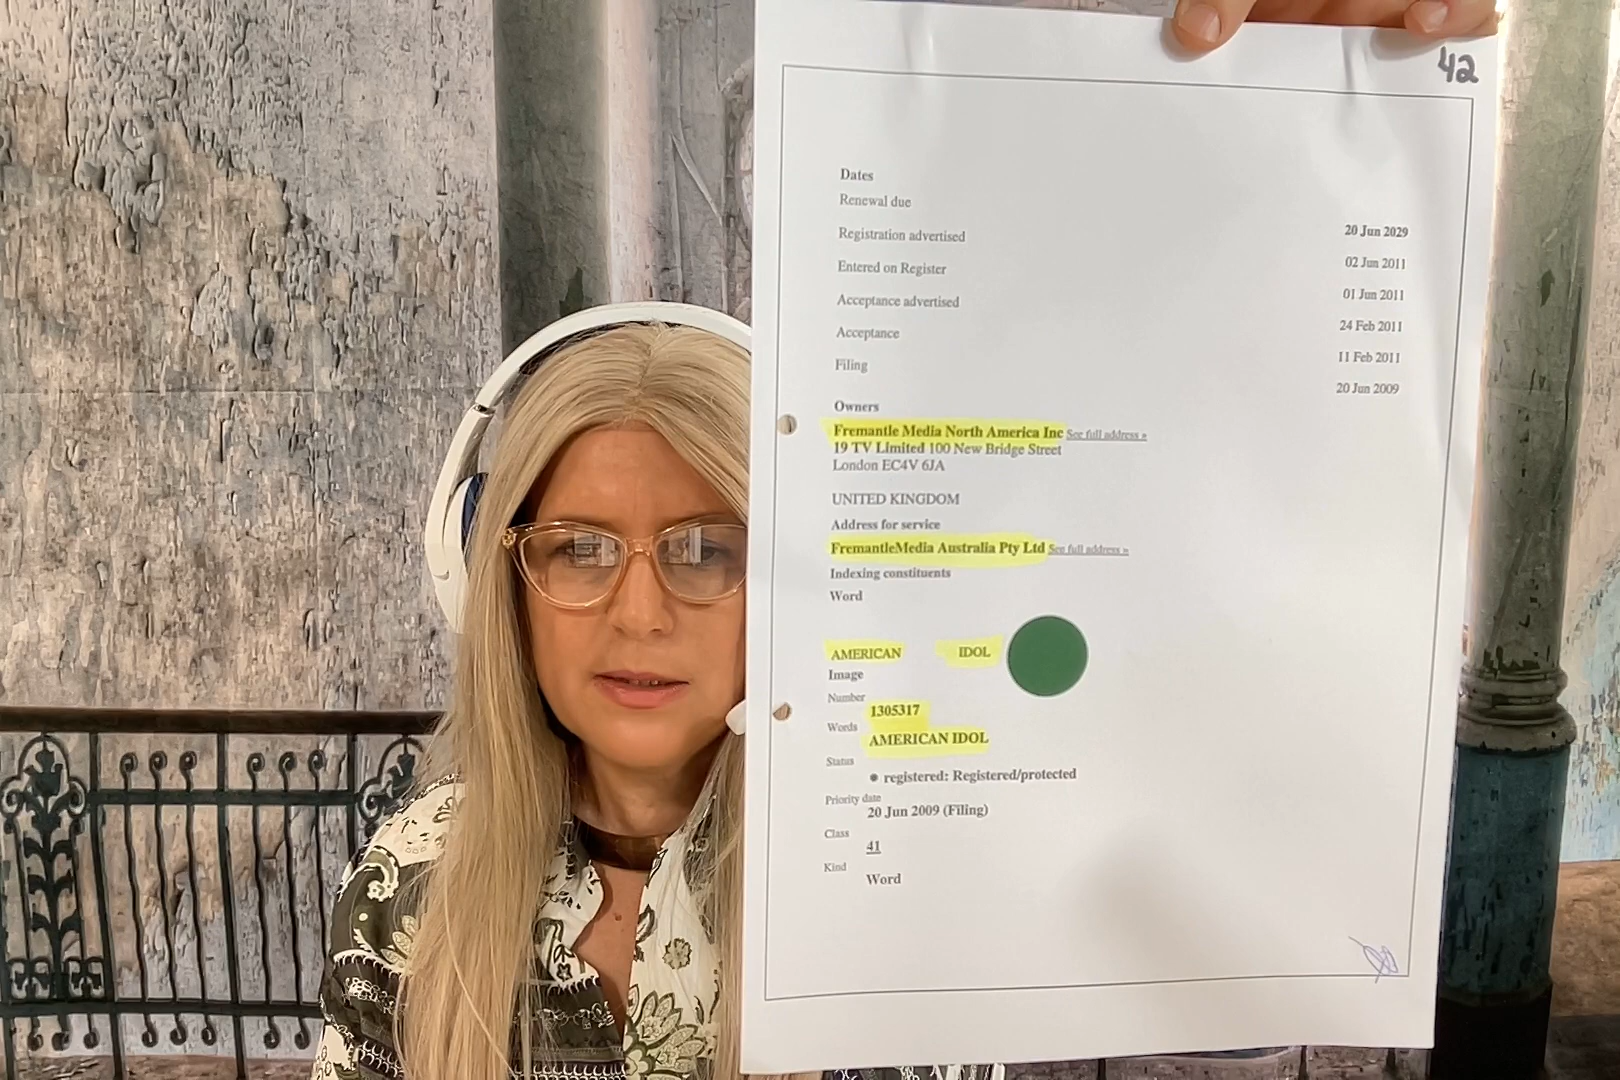 42
Dates
Renewal due
20 Jun 2029
Registration advertised
02 Jun 2011
Entered on Register
01 Jun 2011
Acceptance advertised
24 Feb 2011
Acceptance
11 Feb 2011
Filing
20 Jun 2009
Owners
Fremantle Media North America Inc See full address »
19 TV Limited 100 New Bridge Street
London EC4V 6JA
UNITED KINGDOM
Address for service
FremantleMedia Australia Pty Ltd See full address »
Indexing constituents
Word
AMERICAN IDOL
Image
Number
1305317
Words
AMERICAN IDOL
Status
● registered: Registered/protected
Priority date
20 Jun 2009 (Filing)
Class
41
Kind
Word